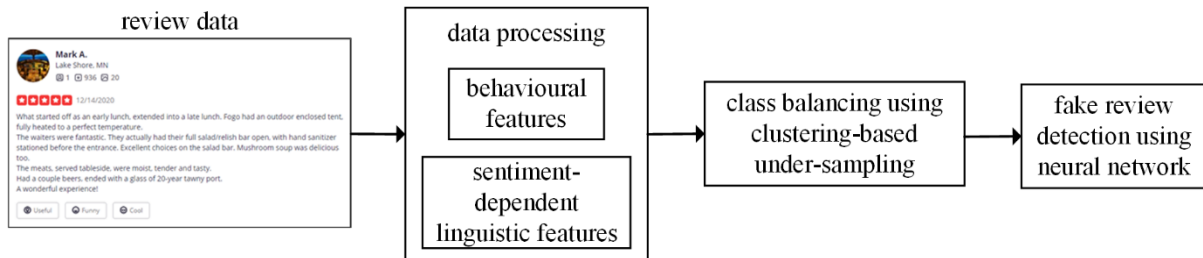 review data
Mark A.
Lake Shore, MN
1 936 20
12/14/2020
What started off as an early lunch, extended into a late lunch. Fogo had an outdoor enclosed tent,
fully heated to a perfect temperature.
The waiters were fantastic. They actually had their full salad/relish bar open, with hand sanitizer
stationed before the entrance. Excellent choices on the salad bar. Mushroom soup was delicious
too.
The meats, served tableside, were moist, tender and tasty.
Had a couple beers, ended with a glass of 20-year tawny port.
A wonderful experience!
Useful Funny Cool
data processing
behavioural
features
sentiment-
dependent
linguistic features
class balancing using
clustering-based
under-sampling
fake review
detection using
neural network